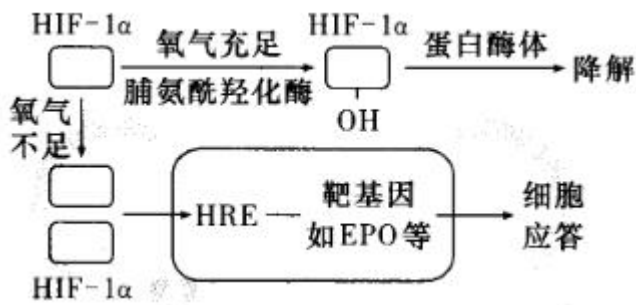 HIF-1α
氧气充足
HIF-1α
蛋白酶体
脯氨酰羟化酶
降解
OH
氧气
不足
HRE
靶基因
如EPO等
细胞
应答
HIF-1α